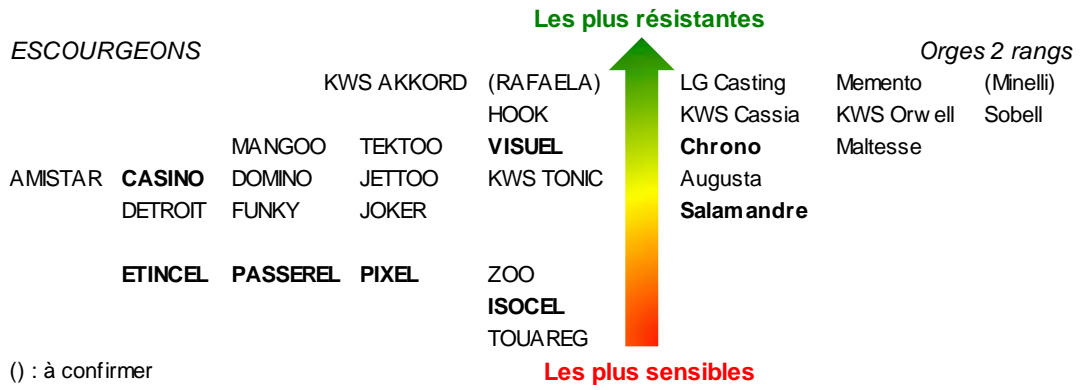 Les plus résistantes
ESCOURGEONS Orges 2 rangs
KWS AKKORD (RAFAELA) LG Casting Memento (Minelli)
HOOK KWS Cassia KWS Orwell Sobell
MANGOO TEKTOO VISUEL Chrono Maltesse
AMISTAR CASINO DOMINO JETTOO KWS TONIC Augusta
DETROIT FUNKY JOKER Salamandre
ETINCEL PASSEREL PIXEL ZOO
ISOCEL
TOUAREG
() : à confirmer Les plus sensibles